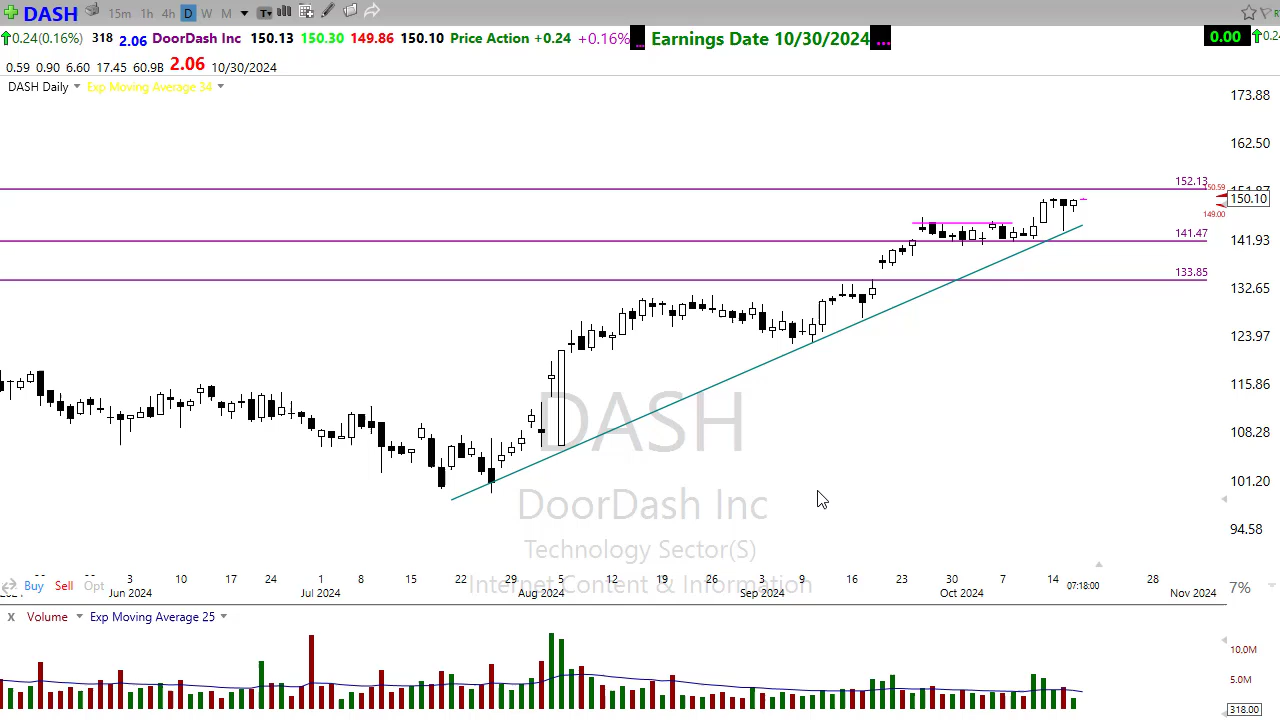 DASH 15m 1h 4h D W M T
0.24(0.16%) 318 2.06 DoorDash Inc 150.13 150.30 149.86 150.10 Price Action +0.24 +0.16% ... Earnings Date 10/30/2024 ... 0.00
0.59 0.90 6.60 17.45 60.9B 2.06 10/30/2024
DASH Daily Exp Moving Average 34
173.88
162.50
152.13
150.59
150.10
149.00
141.47
141.93
133.85
132.65
123.97
115.86
DASH
108.28
101.20
DoorDash Inc
94.58
Technology Sector(S)
Internet Content & Information
3 10 17 24 1 8 15 22 29 5 12 19 26 3 9 16 23 30 7 14 07:18:00 28
Buy Sell Opt
7%
Jun 2024 Jul 2024 Aug 2024 Sep 2024 Oct 2024 Nov 2024
X Volume Exp Moving Average 25
10.0M
5.0M
318.00